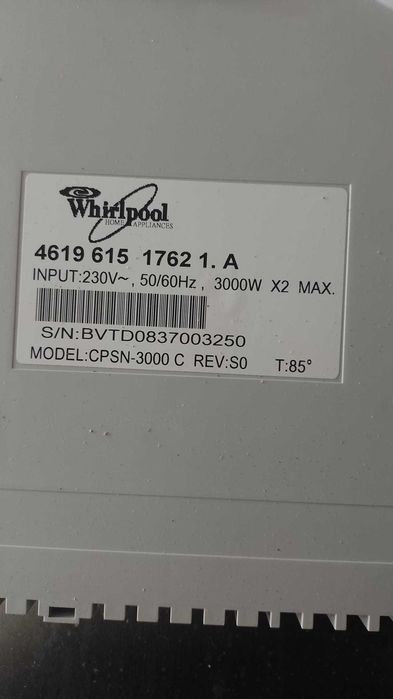 Whirlpool
HOME APPLIANCES
4619 615 1762 1. A
INPUT:230V~, 50/60Hz, 3000W X2 MAX.
S/N:BVTD0837003250
MODEL:CPSN-3000 C REV:S0 T:85°